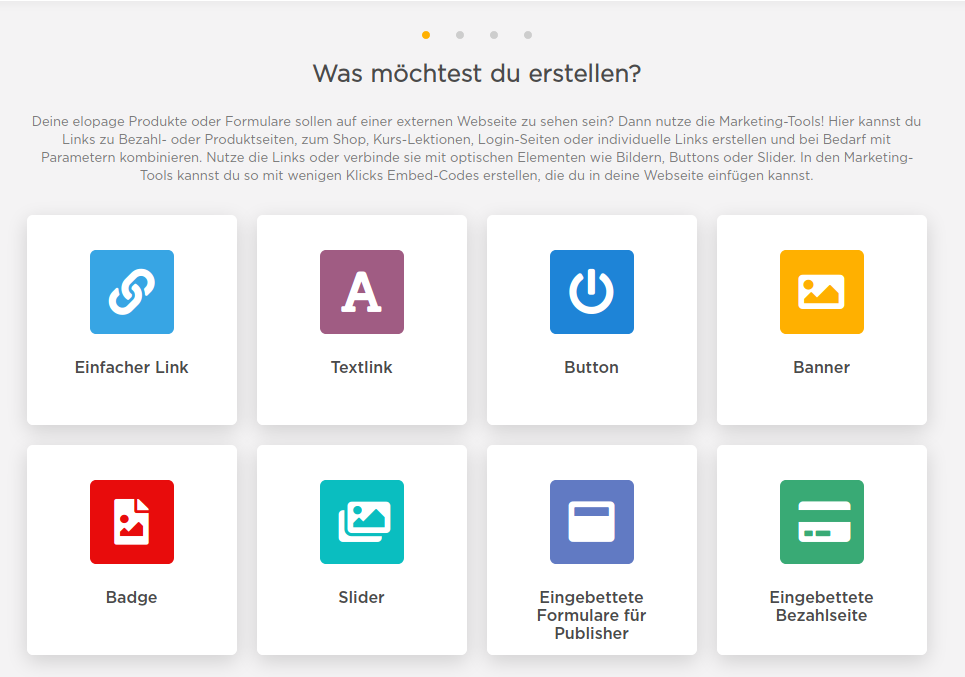 Was möchtest du erstellen?
Deine elopage Produkte oder Formulare sollen auf einer externen Webseite zu sehen sein? Dann nutze die Marketing-Tools! Hier kannst du
Links zu Bezahl- oder Produktseiten, zum Shop, Kurs-Lektionen, Login-Seiten oder individuelle Links erstellen und bei Bedarf mit
Parametern kombinieren. Nutze die Links oder verbinde sie mit optischen Elementen wie Bildern, Buttons oder Slider. In den Marketing-
Tools kannst du so mit wenigen Klicks Embed-Codes erstellen, die du in deine Webseite einfügen kannst.
Einfacher Link
Textlink
Button
Banner
Badge
Slider
Eingebettete
Formulare für
Publisher
Eingebettete
Bezahlseite